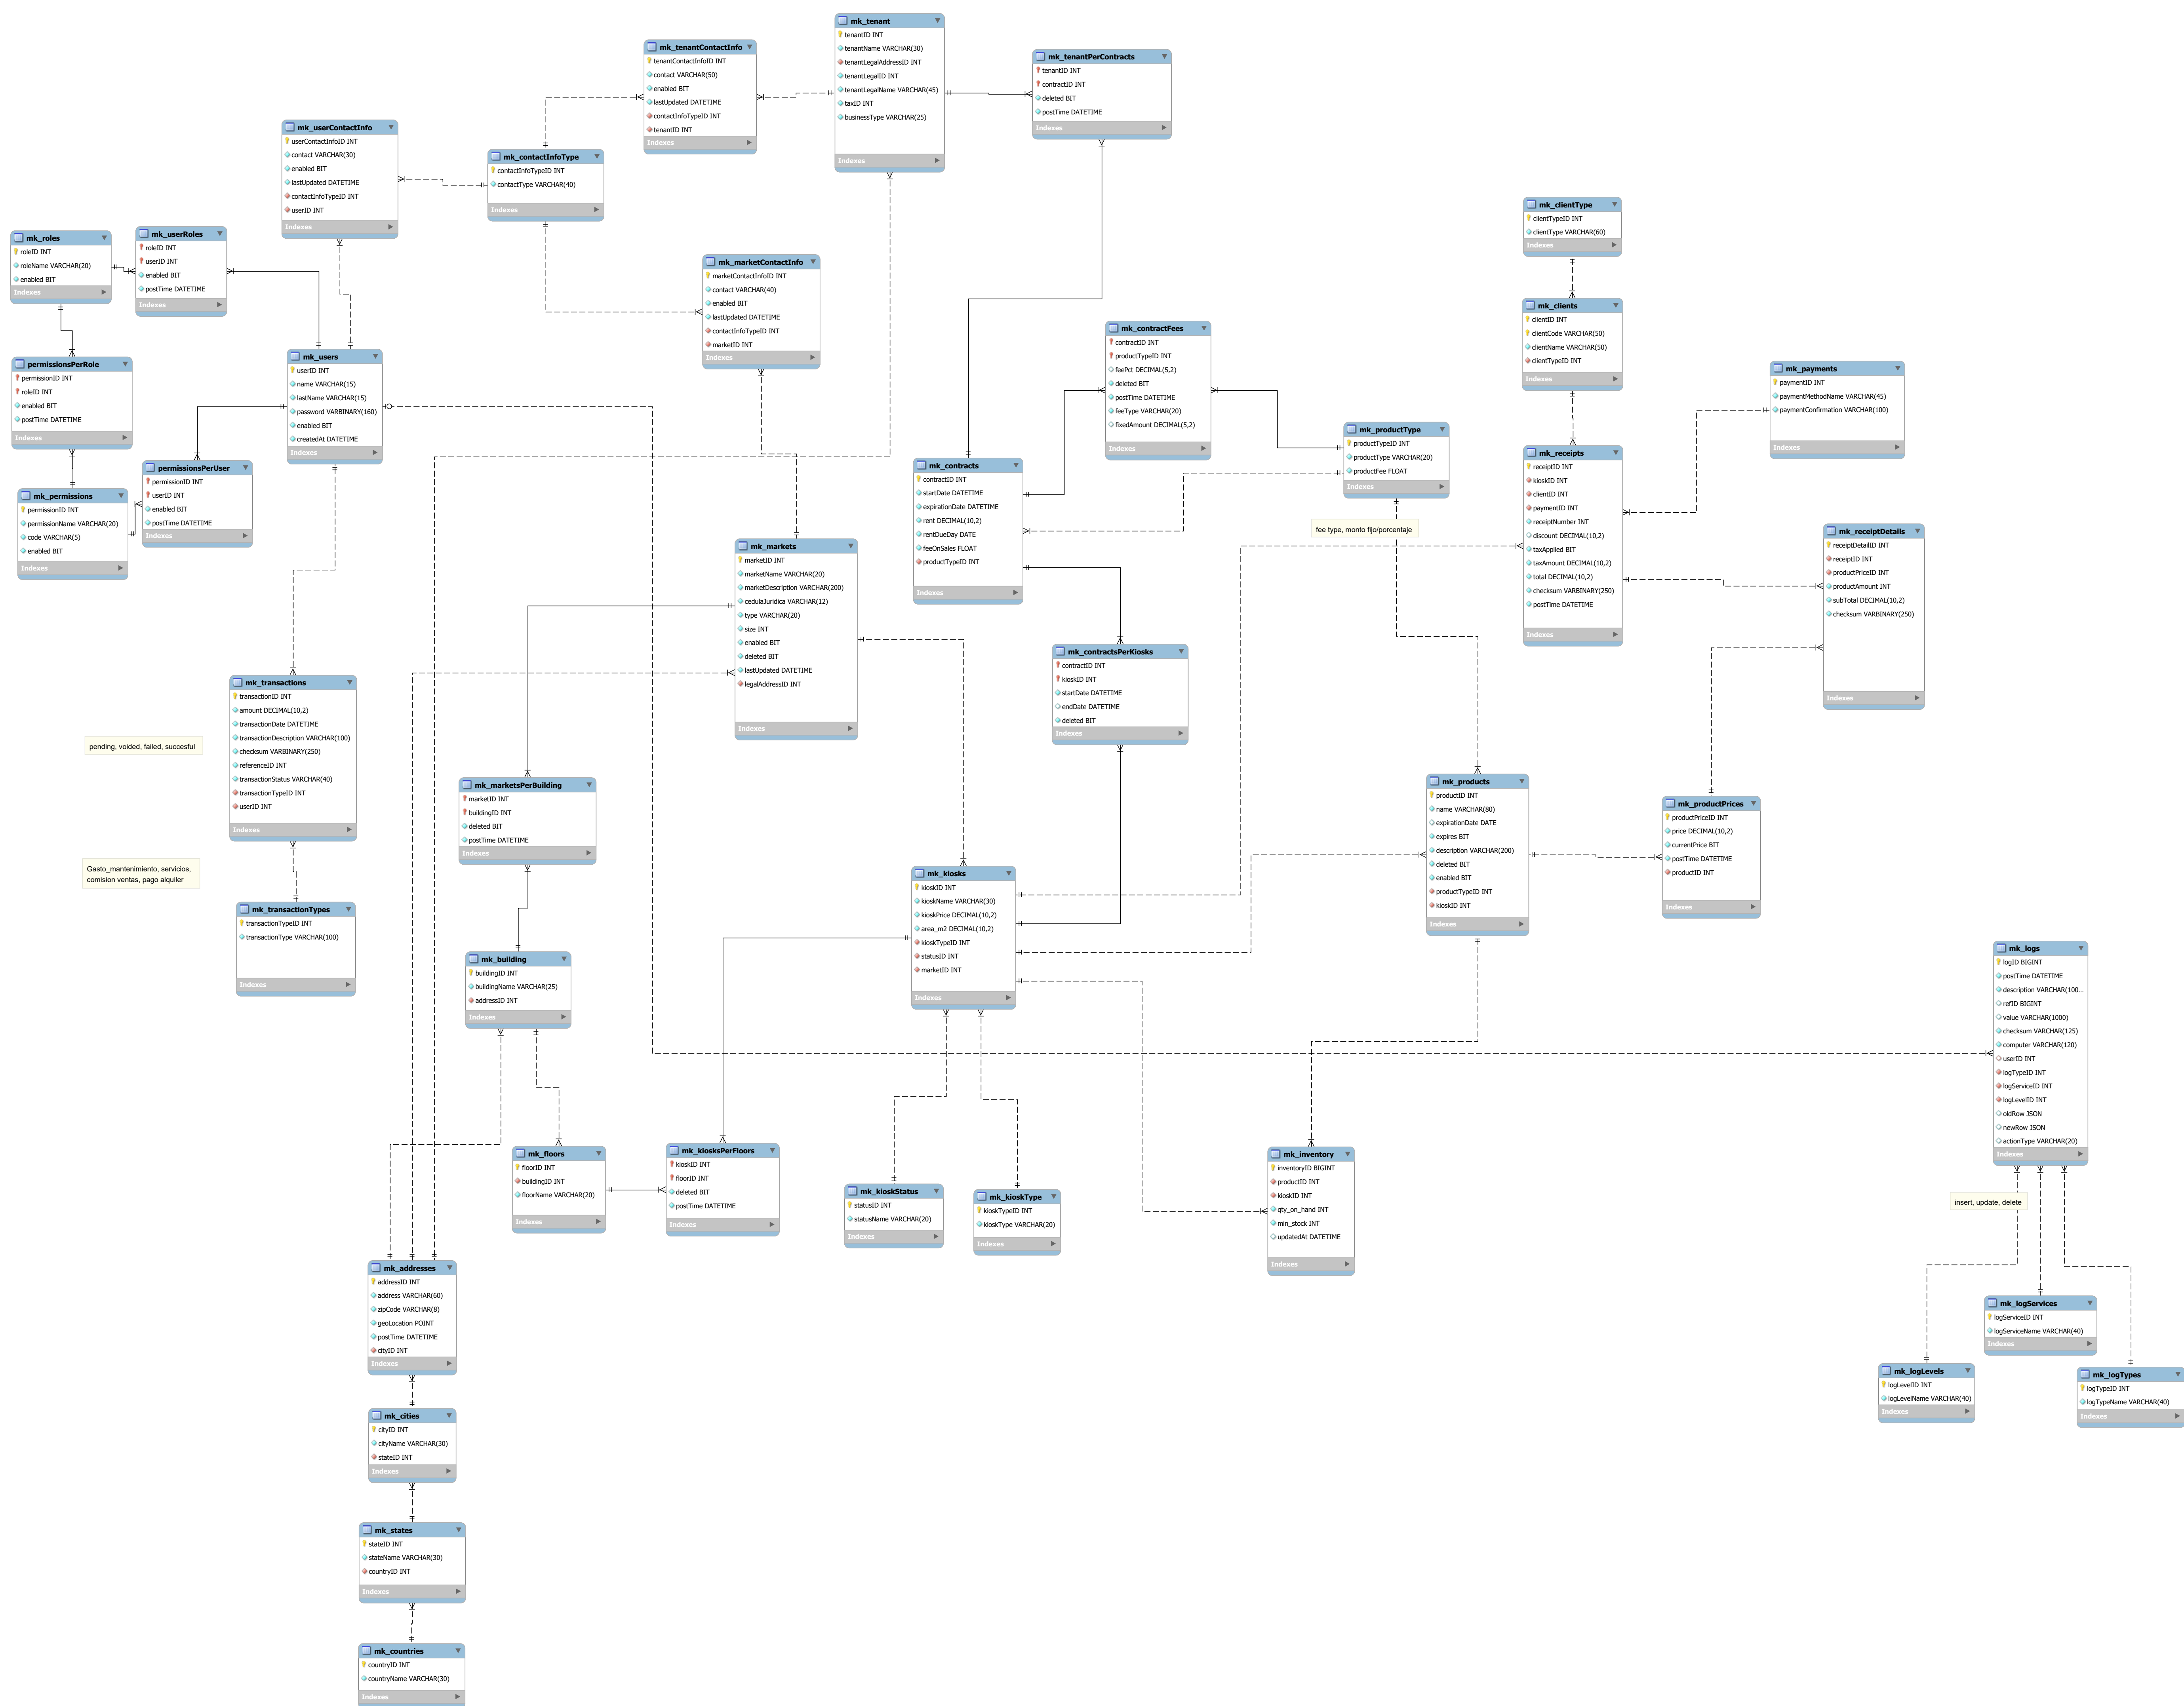 mk_tenant
tenantID INT
tenantName VARCHAR(30)
tenantLegalAddressID INT
tenantLegalID INT
tenantLegalName VARCHAR(45)
taxID INT
businessType VARCHAR(25)
Indexes
mk_tenantContactInfo
tenantContactInfoID INT
contact VARCHAR(50)
enabled BIT
lastUpdated DATETIME
contactInfoTypeID INT
tenantID INT
Indexes
mk_tenantPerContracts
tenantID INT
contractID INT
deleted BIT
postTime DATETIME
Indexes
mk_userContactInfo
userContactInfoID INT
contact VARCHAR(30)
enabled BIT
lastUpdated DATETIME
contactInfoTypeID INT
userID INT
Indexes
mk_contactInfoType
contactInfoTypeID INT
contactType VARCHAR(40)
Indexes
mk_clientType
clientTypeID INT
clientType VARCHAR(60)
Indexes
mk_roles
roleID INT
roleName VARCHAR(20)
enabled BIT
Indexes
mk_userRoles
roleID INT
userID INT
enabled BIT
postTime DATETIME
Indexes
mk_marketContactInfo
marketContactInfoID INT
contact VARCHAR(40)
enabled BIT
lastUpdated DATETIME
contactInfoTypeID INT
marketID INT
Indexes
mk_clients
clientID INT
clientCode VARCHAR(50)
clientName VARCHAR(50)
clientTypeID INT
Indexes
mk_contractFees
contractID INT
productTypeID INT
feePct DECIMAL(5,2)
deleted BIT
postTime DATETIME
feeType VARCHAR(20)
fixedAmount DECIMAL(5,2)
Indexes
permissionsPerRole
permissionID INT
roleID INT
enabled BIT
postTime DATETIME
Indexes
mk_users
userID INT
name VARCHAR(15)
lastName VARCHAR(15)
password VARBINARY(160)
enabled BIT
createdAt DATETIME
Indexes
mk_payments
paymentID INT
paymentMethodName VARCHAR(45)
paymentConfirmation VARCHAR(100)
Indexes
mk_productType
productTypeID INT
productType VARCHAR(20)
productFee FLOAT
Indexes
mk_receipts
receiptID INT
kioskID INT
clientID INT
paymentID INT
receiptNumber INT
discount DECIMAL(10,2)
taxApplied BIT
taxAmount DECIMAL(10,2)
total DECIMAL(10,2)
checksum VARBINARY(250)
postTime DATETIME
Indexes
mk_contracts
contractID INT
startDate DATETIME
expirationDate DATETIME
rent DECIMAL(10,2)
rentDueDay DATE
feeOnSales FLOAT
productTypeID INT
Indexes
permissionsPerUser
permissionID INT
userID INT
enabled BIT
postTime DATETIME
Indexes
mk_permissions
permissionID INT
permissionName VARCHAR(20)
code VARCHAR(5)
enabled BIT
Indexes
fee type, monto fijo/porcentaje
mk_receiptDetails
receiptDetailID INT
receiptID INT
productPriceID INT
productAmount INT
subTotal DECIMAL(10,2)
checksum VARBINARY(250)
Indexes
mk_markets
marketID INT
marketName VARCHAR(20)
marketDescription VARCHAR(200)
cedulaJuridica VARCHAR(12)
type VARCHAR(20)
size INT
enabled BIT
deleted BIT
lastUpdated DATETIME
legalAddressID INT
Indexes
mk_contractsPerKiosks
contractID INT
kioskID INT
startDate DATETIME
endDate DATETIME
deleted BIT
Indexes
mk_transactions
transactionID INT
amount DECIMAL(10,2)
transactionDate DATETIME
transactionDescription VARCHAR(100)
checksum VARBINARY(250)
referenceID INT
transactionStatus VARCHAR(40)
transactionTypeID INT
userID INT
Indexes
pending, voided, failed, succesful
mk_marketsPerBuilding
marketID INT
buildingID INT
deleted BIT
postTime DATETIME
Indexes
mk_products
productID INT
name VARCHAR(80)
expirationDate DATE
expires BIT
description VARCHAR(200)
deleted BIT
enabled BIT
productTypeID INT
kioskID INT
Indexes
mk_productPrices
productPriceID INT
price DECIMAL(10,2)
currentPrice BIT
postTime DATETIME
productID INT
Indexes
Gasto_mantenimiento, servicios,
comision ventas, pago alquiler
mk_kiosks
kioskID INT
kioskName VARCHAR(30)
kioskPrice DECIMAL(10,2)
area_m2 DECIMAL(10,2)
kioskTypeID INT
statusID INT
marketID INT
Indexes
mk_transactionTypes
transactionTypeID INT
transactionType VARCHAR(100)
Indexes
mk_building
buildingID INT
buildingName VARCHAR(25)
addressID INT
Indexes
mk_logs
logID BIGINT
postTime DATETIME
description VARCHAR(100...
refID BIGINT
value VARCHAR(1000)
checksum VARCHAR(125)
computer VARCHAR(120)
userID INT
logTypeID INT
logServiceID INT
logLevelID INT
oldRow JSON
newRow JSON
actionType VARCHAR(20)
Indexes
mk_floors
floorID INT
buildingID INT
floorName VARCHAR(20)
Indexes
mk_kiosksPerFloors
kioskID INT
floorID INT
deleted BIT
postTime DATETIME
Indexes
mk_kioskStatus
statusID INT
statusName VARCHAR(20)
Indexes
mk_kioskType
kioskTypeID INT
kioskType VARCHAR(20)
Indexes
mk_inventory
inventoryID BIGINT
productID INT
kioskID INT
qty_on_hand INT
min_stock INT
updatedAt DATETIME
Indexes
insert, update, delete
mk_addresses
addressID INT
address VARCHAR(60)
zipCode VARCHAR(8)
geoLocation POINT
postTime DATETIME
cityID INT
Indexes
mk_logServices
logServiceID INT
logServiceName VARCHAR(40)
Indexes
mk_logLevels
logLevelID INT
logLevelName VARCHAR(40)
Indexes
mk_logTypes
logTypeID INT
logTypeName VARCHAR(40)
Indexes
mk_cities
cityID INT
cityName VARCHAR(30)
stateID INT
Indexes
mk_states
stateID INT
stateName VARCHAR(30)
countryID INT
Indexes
mk_countries
countryID INT
countryName VARCHAR(30)
Indexes